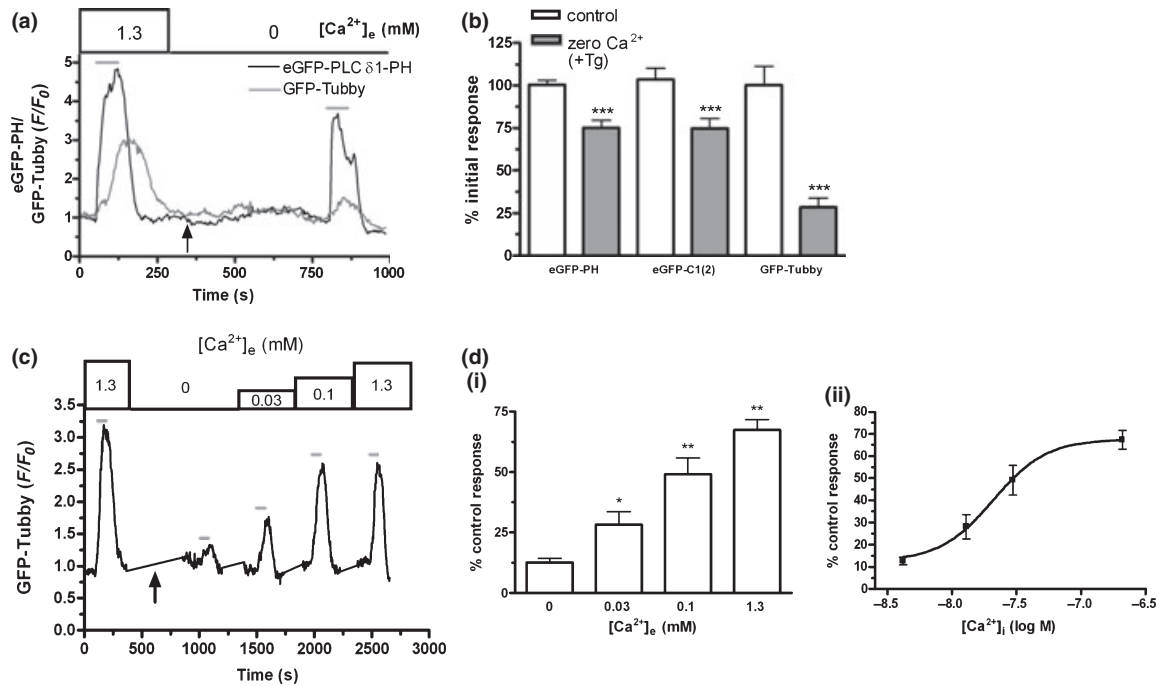 (a)
1.3
0
[Ca²⁺]e (mM)
eGFP-PLC δ1-PH
GFP-Tubby
eGFP-PH/
GFP-Tubby (F/F0)
5
4
3
2
1
0
0
250
500
750
1000
Time (s)
(b)
control
zero Ca²⁺
(+Tg)
% initial response
125
100
75
50
25
0
***
***
***
eGFP-PH
eGFP-C1(2)
GFP-Tubby
(c)
[Ca²⁺]e (mM)
1.3
0
0.03
0.1
1.3
GFP-Tubby (F/F0)
3.5
3.0
2.5
2.0
1.5
1.0
0.5
0.0
0
500
1000
1500
2000
2500
3000
Time (s)
(d)
(i)
% control response
75
50
25
0
*
**
**
0
0.03
0.1
1.3
[Ca²⁺]e (mM)
(ii)
% control response
80
70
60
50
40
30
20
10
0
–8.5
–8.0
–7.5
–7.0
–6.5
[Ca²⁺]i (log M)